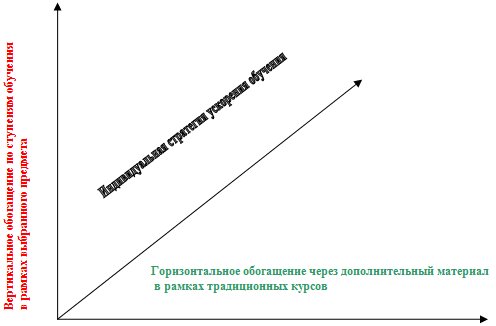 Вертикальное обогащение по ступеням обучения
в рамках выбранного предмета
Индивидуальная стратегия ускорения обучения
Горизонтальное обогащение через дополнительный материал
в рамках традиционных курсов